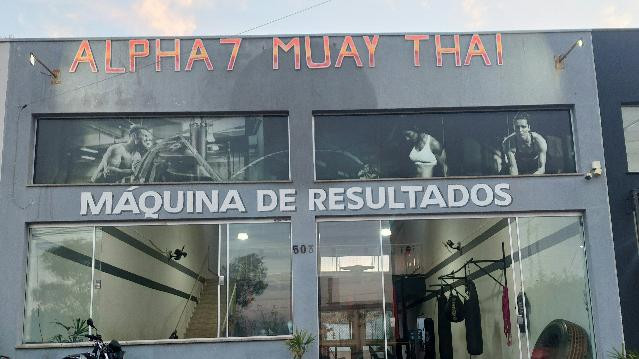 ALPHA7 MUAY THAI
MÁQUINA DE RESULTADOS
503